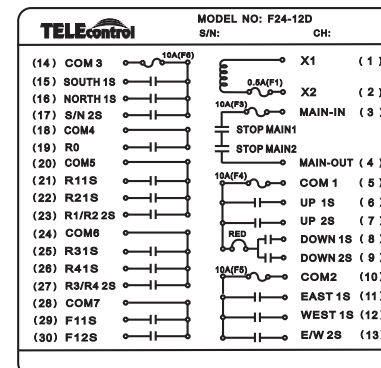 TELEcontrol
MODEL NO: F24-12D
S/N: CH:
(14) COM 3
10A(F6)
(15) SOUTH 1S
(16) NORTH 1S
(17) S/N 2S
(18) COM4
(19) R0
(20) COM5
(21) R11S
(22) R21S
(23) R1/R2 2S
(24) COM6
(25) R31S
(26) R41S
(27) R3/R4 2S
(28) COM7
(29) F11S
(30) F12S
X1 (1)
0.5A(F1)
X2 (2)
10A(F3)
MAIN-IN (3
STOP MAIN1
STOP MAIN2
MAIN-OUT (4)
10A(F4)
COM 1 (5)
UP 1S (6)
UP 2S (7)
RED
DOWN 1S (8)
DOWN 2S (9)
10A(F5)
COM2 (10)
EAST 1S (11)
WEST 1S (12)
E/W 2S (13)